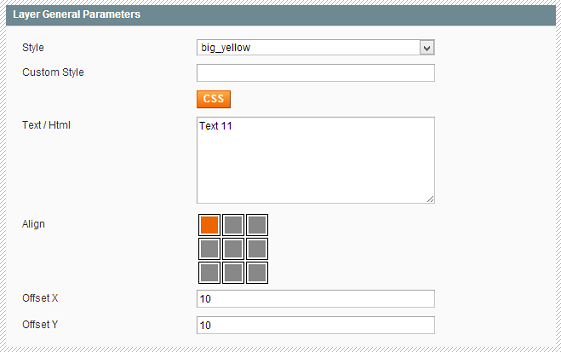 Layer General Parameters
Style big_yellow
Custom Style
CSS
Text / Html Text 11
Align
Offset X 10
Offset Y 10